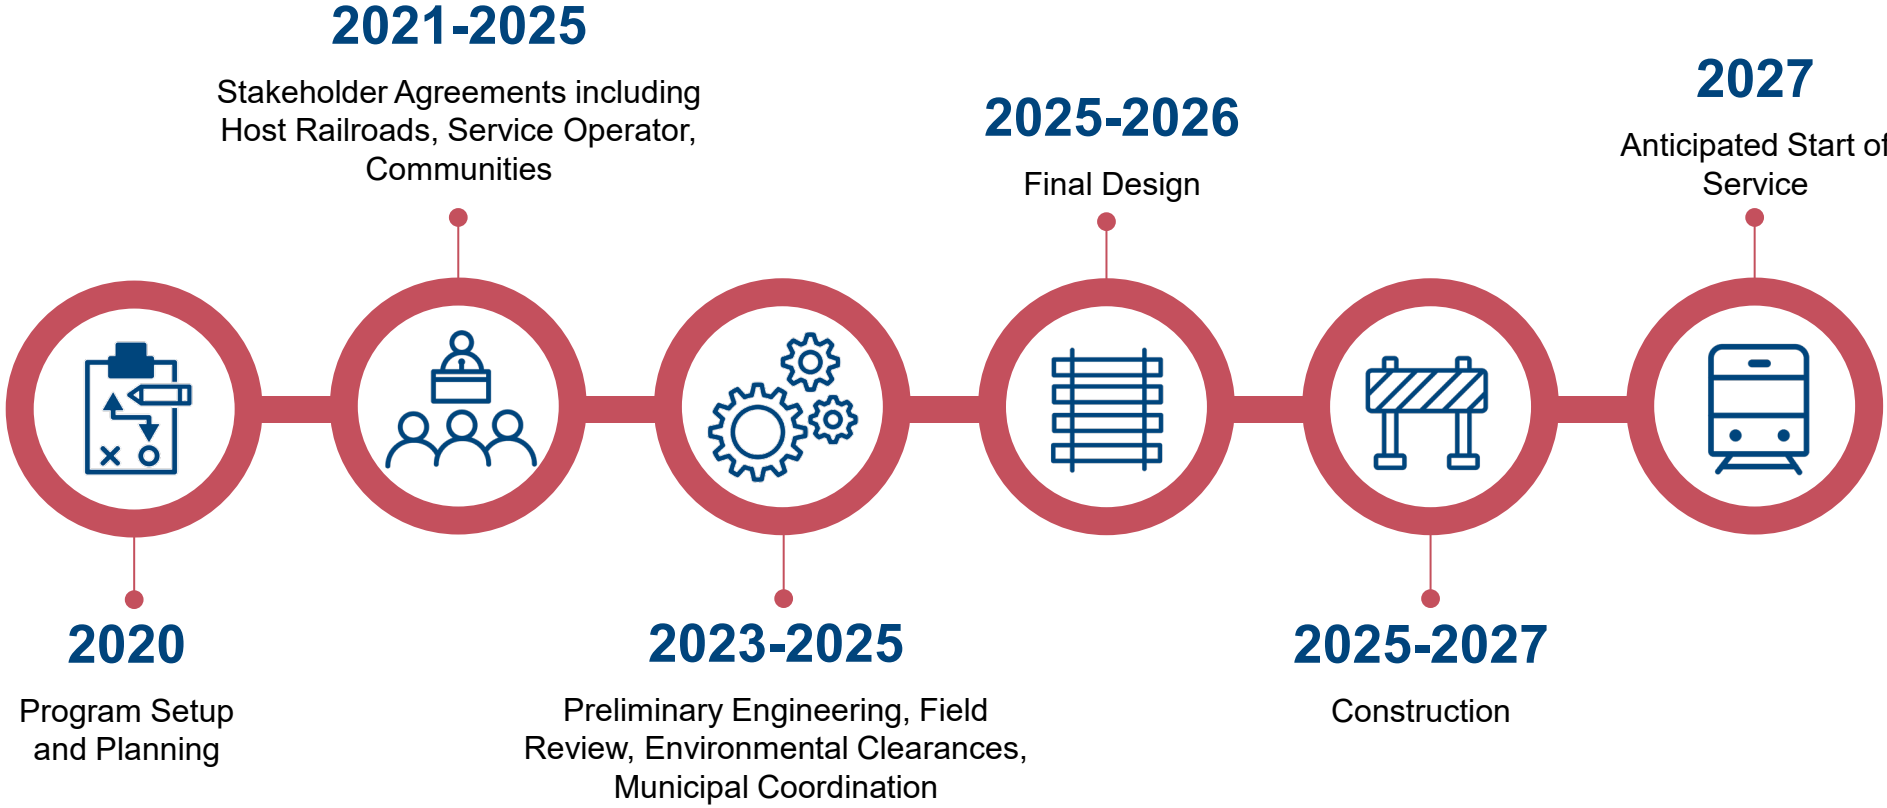 2020
Program Setup
and Planning
2021-2025
Stakeholder Agreements including
Host Railroads, Service Operator,
Communities
2023-2025
Preliminary Engineering, Field
Review, Environmental Clearances,
Municipal Coordination
2025-2026
Final Design
2025-2027
Construction
2027
Anticipated Start of
Service